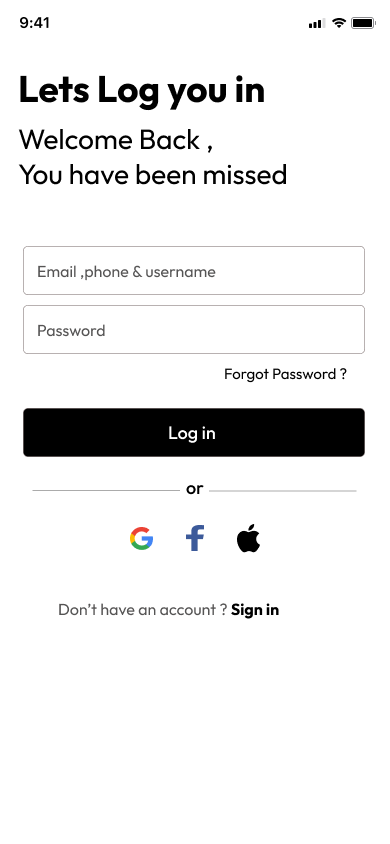 9:41
Lets Log you in
Welcome Back ,
You have been missed
Email ,phone & username
Password
Forgot Password ?
Log in
or
Don’t have an account ? Sign in